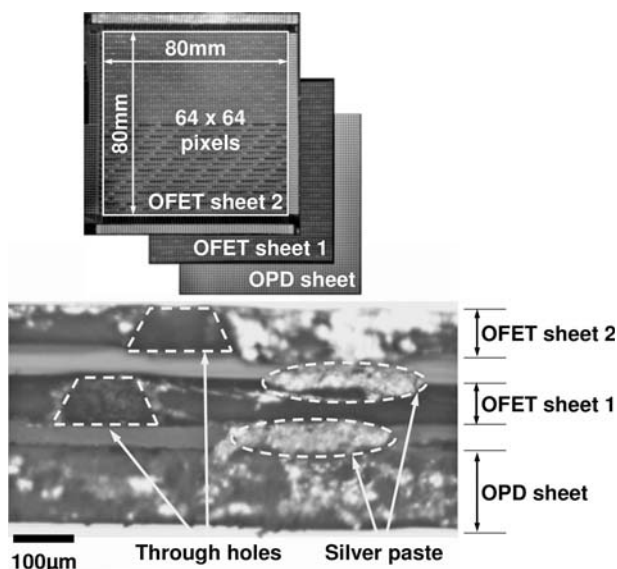 80mm
80mm
64 x 64
pixels
OFET sheet 2
OFET sheet 1
OPD sheet
OFET sheet 2
OFET sheet 1
OPD sheet
100μm
Through holes
Silver paste